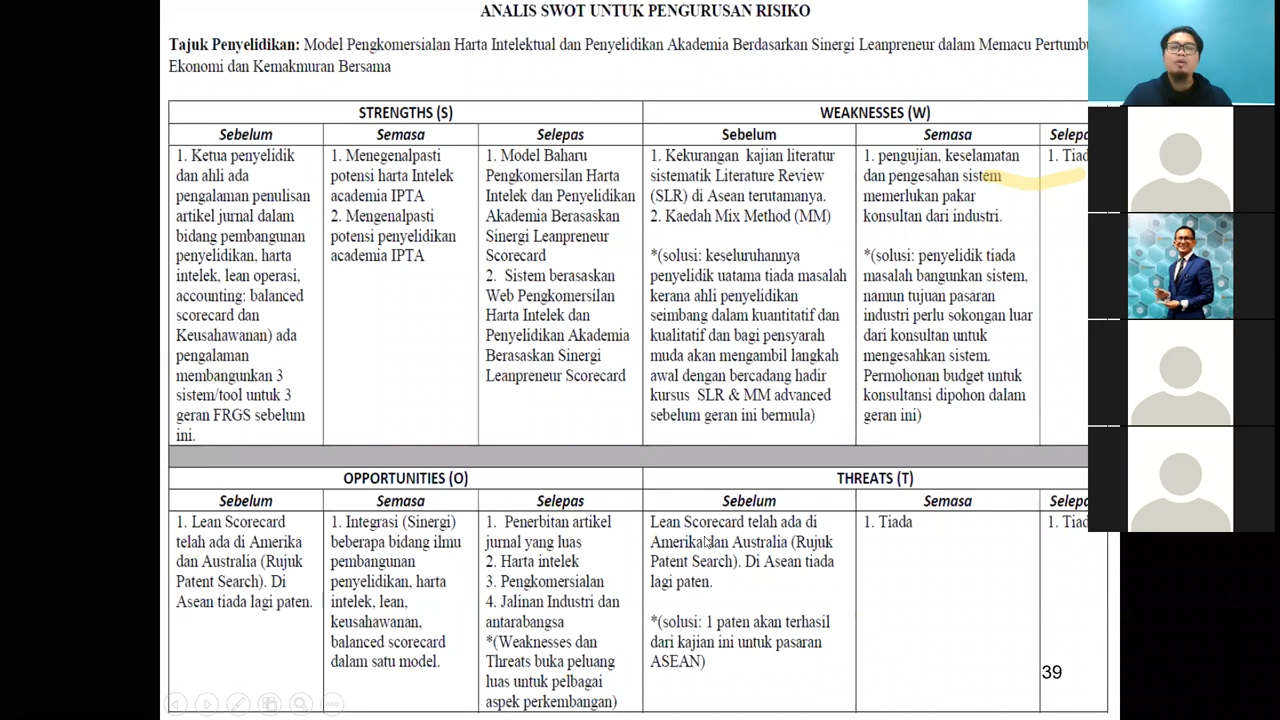 ANALIS SWOT UNTUK PENGURUSAN RISIKO
Tajuk Penyelidikan: Model Pengkomersialan Harta Intelektual dan Penyelidikan Akademia Berdasarkan Sinergi Leanpreneur dalam Memacu Pertumbu
Ekonomi dan Kemakmuran Bersama
STRENGTHS (S)
Sebelum
1. Ketua penyelidik
dan ahli ada
pengalaman penulisan
artikel jurnal dalam
bidang pembangunan
penyelidikan, harta
intelek, lean operasi,
accounting: balanced
scorecard dan
Keusahawanan) ada
pengalaman
membangunkan 3
sistem/tool untuk 3
geran FRGS sebelum
ini.
Semasa
1. Menegenalpasti
potensi harta Intelek
academia IPTA
2. Mengenalpasti
potensi penyelidikan
academia IPTA
Selepas
1. Model Baharu
Pengkomersilan Harta
Intelek dan Penyelidikan
Akademia Berasaskan
Sinergi Leanpreneur
Scorecard
2. Sistem berasaskan
Web Pengkomersilan
Harta Intelek dan
Penyelidikan Akademia
Berasaskan Sinergi
Leanpreneur Scorecard
WEAKNESSES (W)
Sebelum
1. Kekurangan kajian literatur
sistematik Literature Review
(SLR) di Asean terutamanya.
2. Kaedah Mix Method (MM)
*(solusi: keseluruhannya
penyelidik uatama tiada masalah
kerana ahli penyelidikan
seimbang dalam kuantitatif dan
kualitatif dan bagi pensyarah
muda akan mengambil langkah
awal dengan bercadang hadir
kursus SLR & MM advanced
sebelum geran ini bermula)
Semasa
1. pengujian, keselamatan
dan pengesahan sistem
memerlukan pakar
konsultan dari industri.
*(solusi: penyelidik tiada
masalah bangunkan sistem,
namun tujuan pasaran
industri perlu sokongan luar
dari konsultan untuk
mengesahkan sistem.
Permohonan budget untuk
konsultansi dipohon dalam
geran ini)
Selepa
1. Tiad
OPPORTUNITIES (O)
Sebelum
1. Lean Scorecard
telah ada di Amerika
dan Australia (Rujuk
Patent Search). Di
Asean tiada lagi paten.
Semasa
1. Integrasi (Sinergi)
beberapa bidang ilmu
pembangunan
penyelidikan, harta
intelek, lean,
keusahawanan,
balanced scorecard
dalam satu model.
Selepas
1. Penerbitan artikel
jurnal yang luas
2. Harta intelek
3. Pengkomersialan
4. Jalinan Industri dan
antarabangsa
*(Weaknesses dan
Threats buka peluang
luas untuk pelbagai
aspek perkembangan)
THREATS (T)
Sebelum
Lean Scorecard telah ada di
Amerika dan Australia (Rujuk
Patent Search). Di Asean tiada
lagi paten.
*(solusi: 1 paten akan terhasil
dari kajian ini untuk pasaran
ASEAN)
Semasa
1. Tiada
Selepa
1. Tiad
39